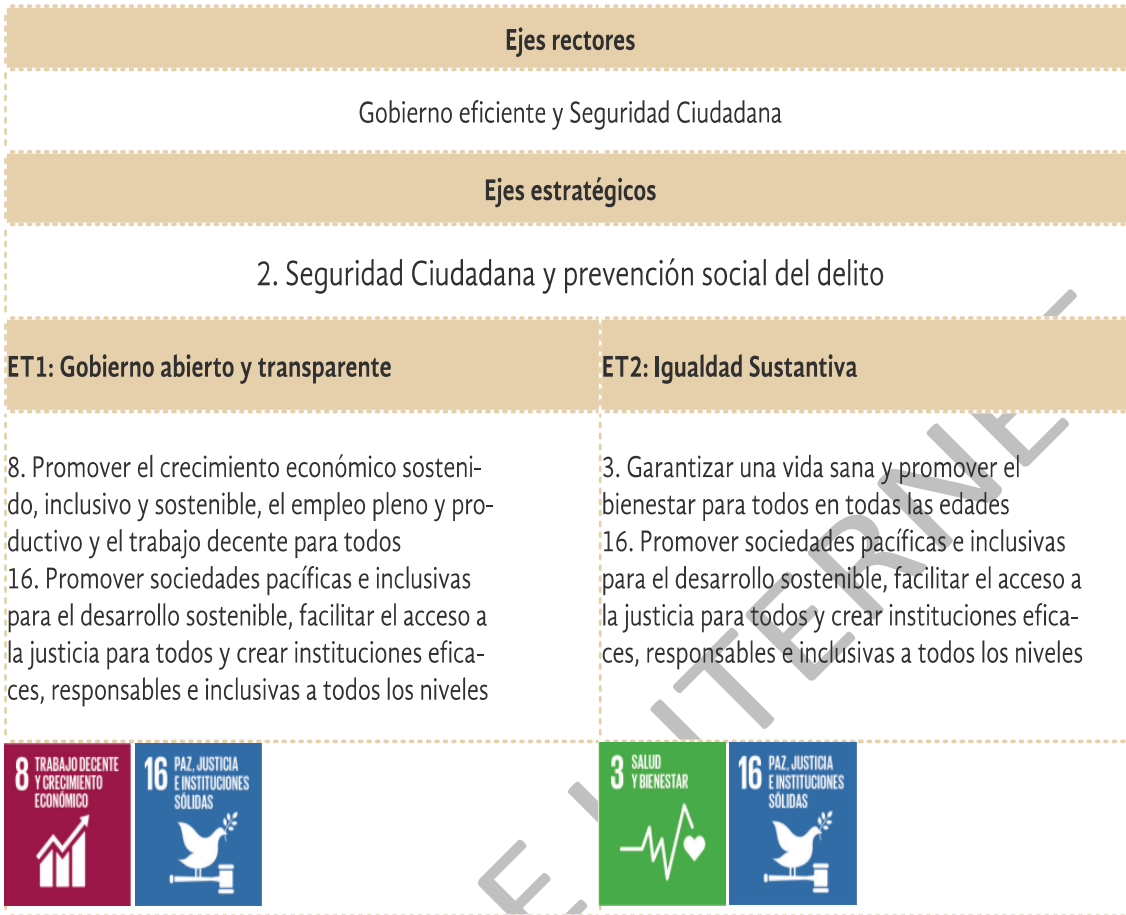 Ejes rectores
Gobierno eficiente y Seguridad Ciudadana
Ejes estratégicos
2. Seguridad Ciudadana y prevención social del delito
ET1: Gobierno abierto y transparente
8. Promover el crecimiento económico sosteni-
do, inclusivo y sostenible, el empleo pleno y pro-
ductivo y el trabajo decente para todos
16. Promover sociedades pacíficas e inclusivas
para el desarrollo sostenible, facilitar el acceso a
la justicia para todos y crear instituciones efica-
ces, responsables e inclusivas a todos los niveles
8 TRABAJO DECENTE
Y CRECIMIENTO
ECONÓMICO
16 PAZ, JUSTICIA
E INSTITUCIONES
SÓLIDAS
ET2: Igualdad Sustantiva
3. Garantizar una vida sana y promover el
bienestar para todos en todas las edades
16. Promover sociedades pacíficas e inclusivas
para el desarrollo sostenible, facilitar el acceso a
la justicia para todos y crear instituciones efica-
ces, responsables e inclusivas a todos los niveles
3 SALUD
Y BIENESTAR
16 PAZ, JUSTICIA
E INSTITUCIONES
SÓLIDAS